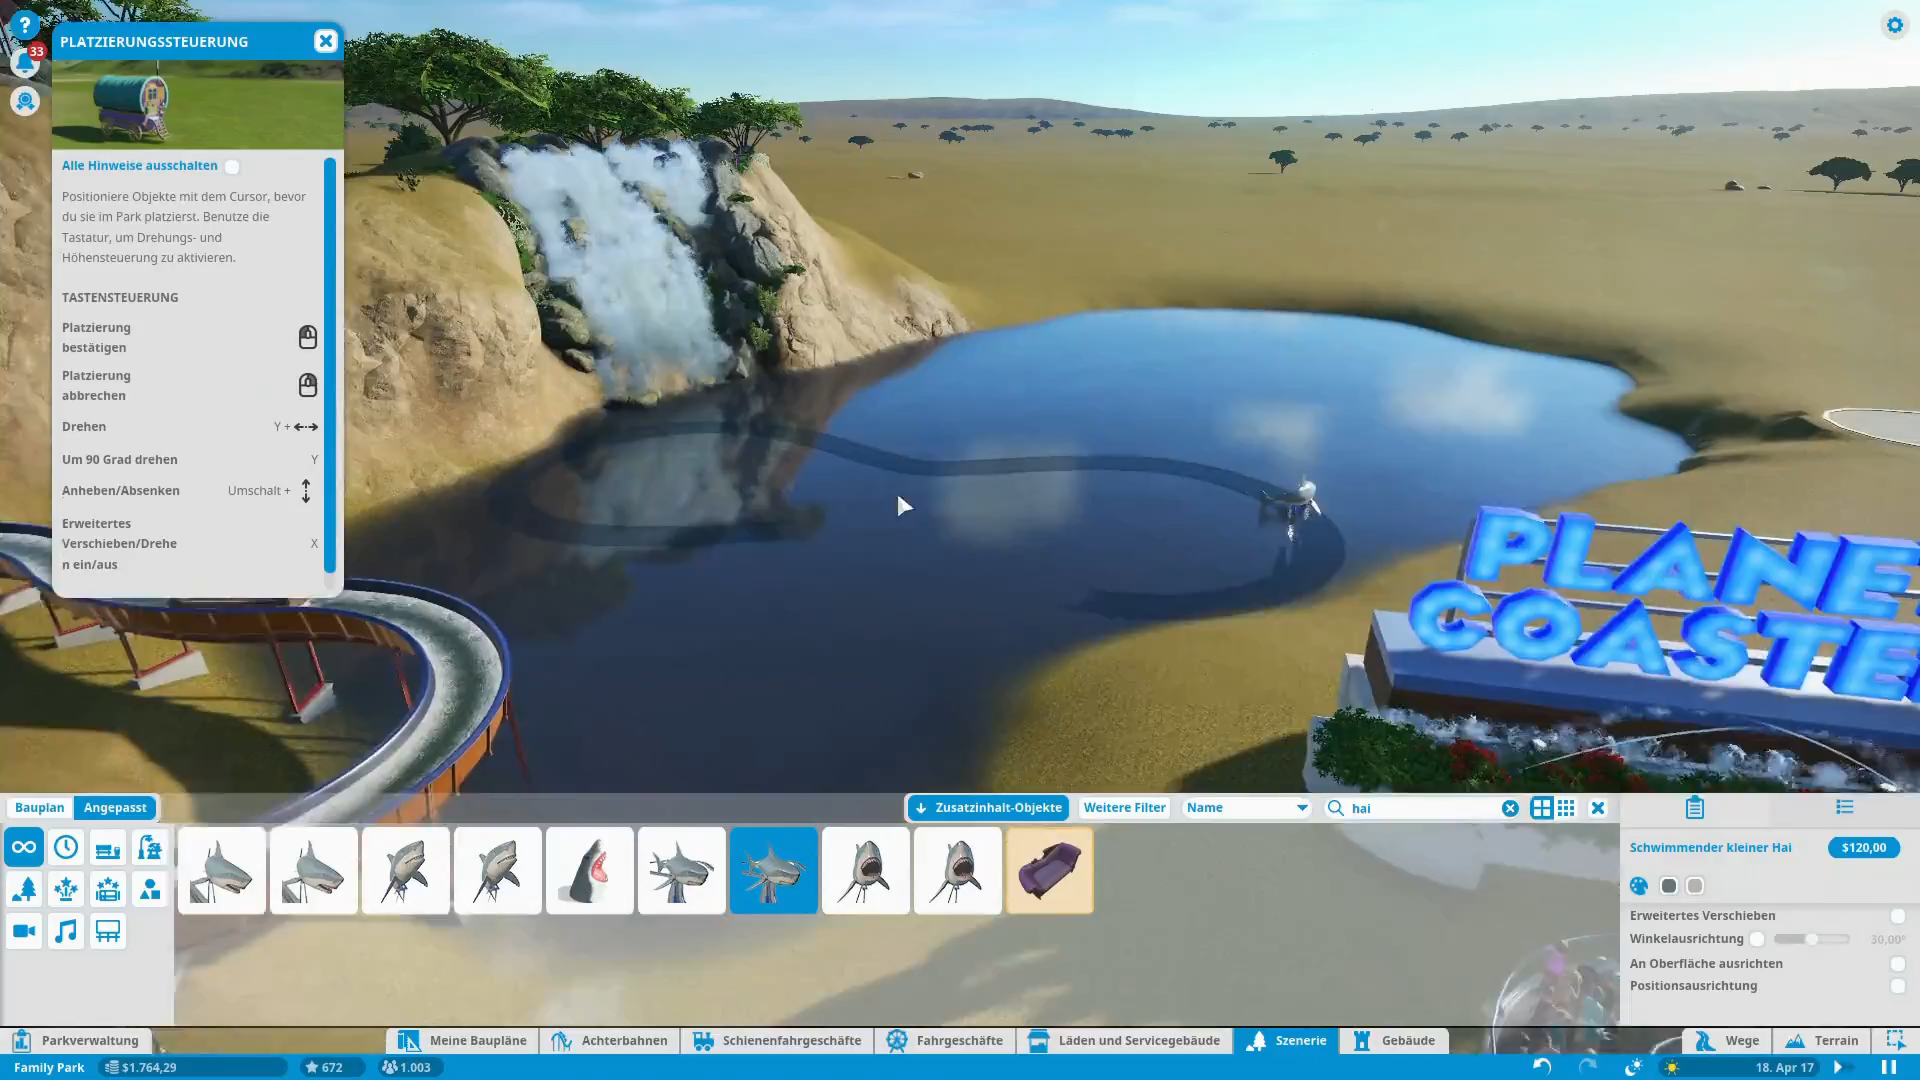 ?
PLATZIERUNGSSTEUERUNG
33
Alle Hinweise ausschalten
Positioniere Objekte mit dem Cursor, bevor
du sie im Park platzierst. Benutze die
Tastatur, um Drehungs- und
Höhensteuerung zu aktivieren.
TASTENSTEUERUNG
Platzierung
bestätigen
Platzierung
abbrechen
Drehen Y +
Um 90 Grad drehen Y
Anheben/Absenken Umschalt +
Erweitertes
Verschieben/Drehe
n ein/aus X
PLANE
COASTE
Bauplan Angepasst Zusatzinhalt-Objekte Weitere Filter Name hai
Schwimmender kleiner Hai $120,00
Erweitertes Verschieben
Winkelausrichtung 30,00°
An Oberfläche ausrichten
Positionsausrichtung
Parkverwaltung Meine Baupläne Achterbahnen Schienenfahrgeschäfte Fahrgeschäfte Läden und Servicegebäude Szenerie Gebäude Wege Terrain
Family Park $1.764,29 672 1.003 18. Apr 17